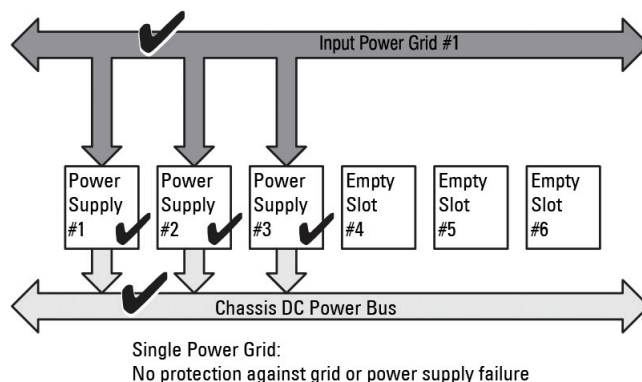 Input Power Grid #1
Power
Supply
#1
Power
Supply
#2
Power
Supply
#3
Empty
Slot
#4
Empty
Slot
#5
Empty
Slot
#6
Chassis DC Power Bus
Single Power Grid:
No protection against grid or power supply failure